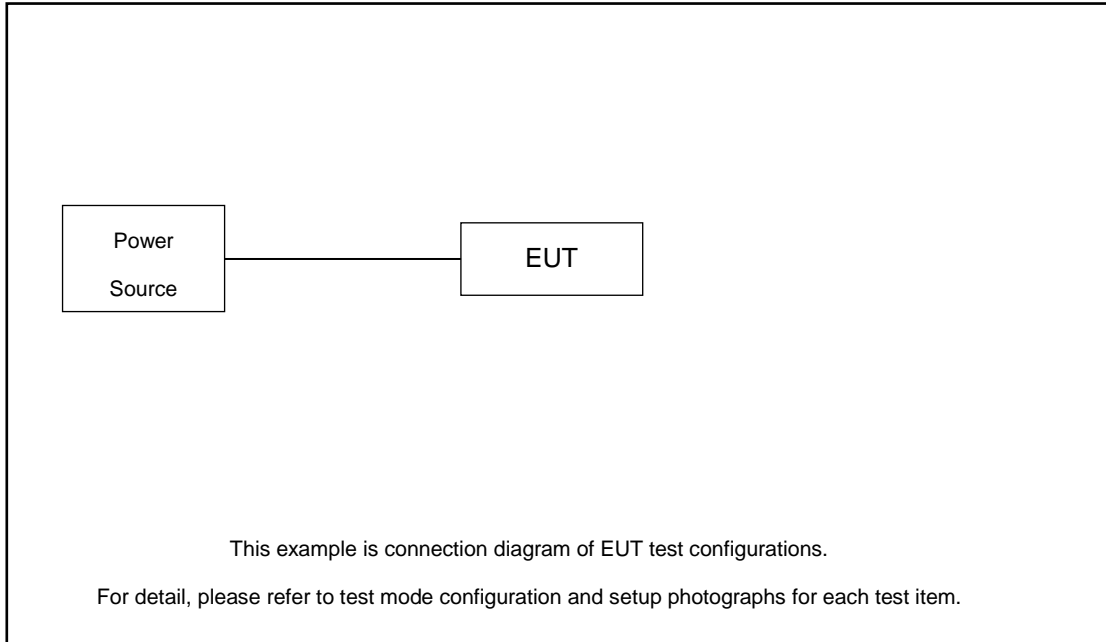 Power
Source
EUT
This example is connection diagram of EUT test configurations.
For detail, please refer to test mode configuration and setup photographs for each test item.